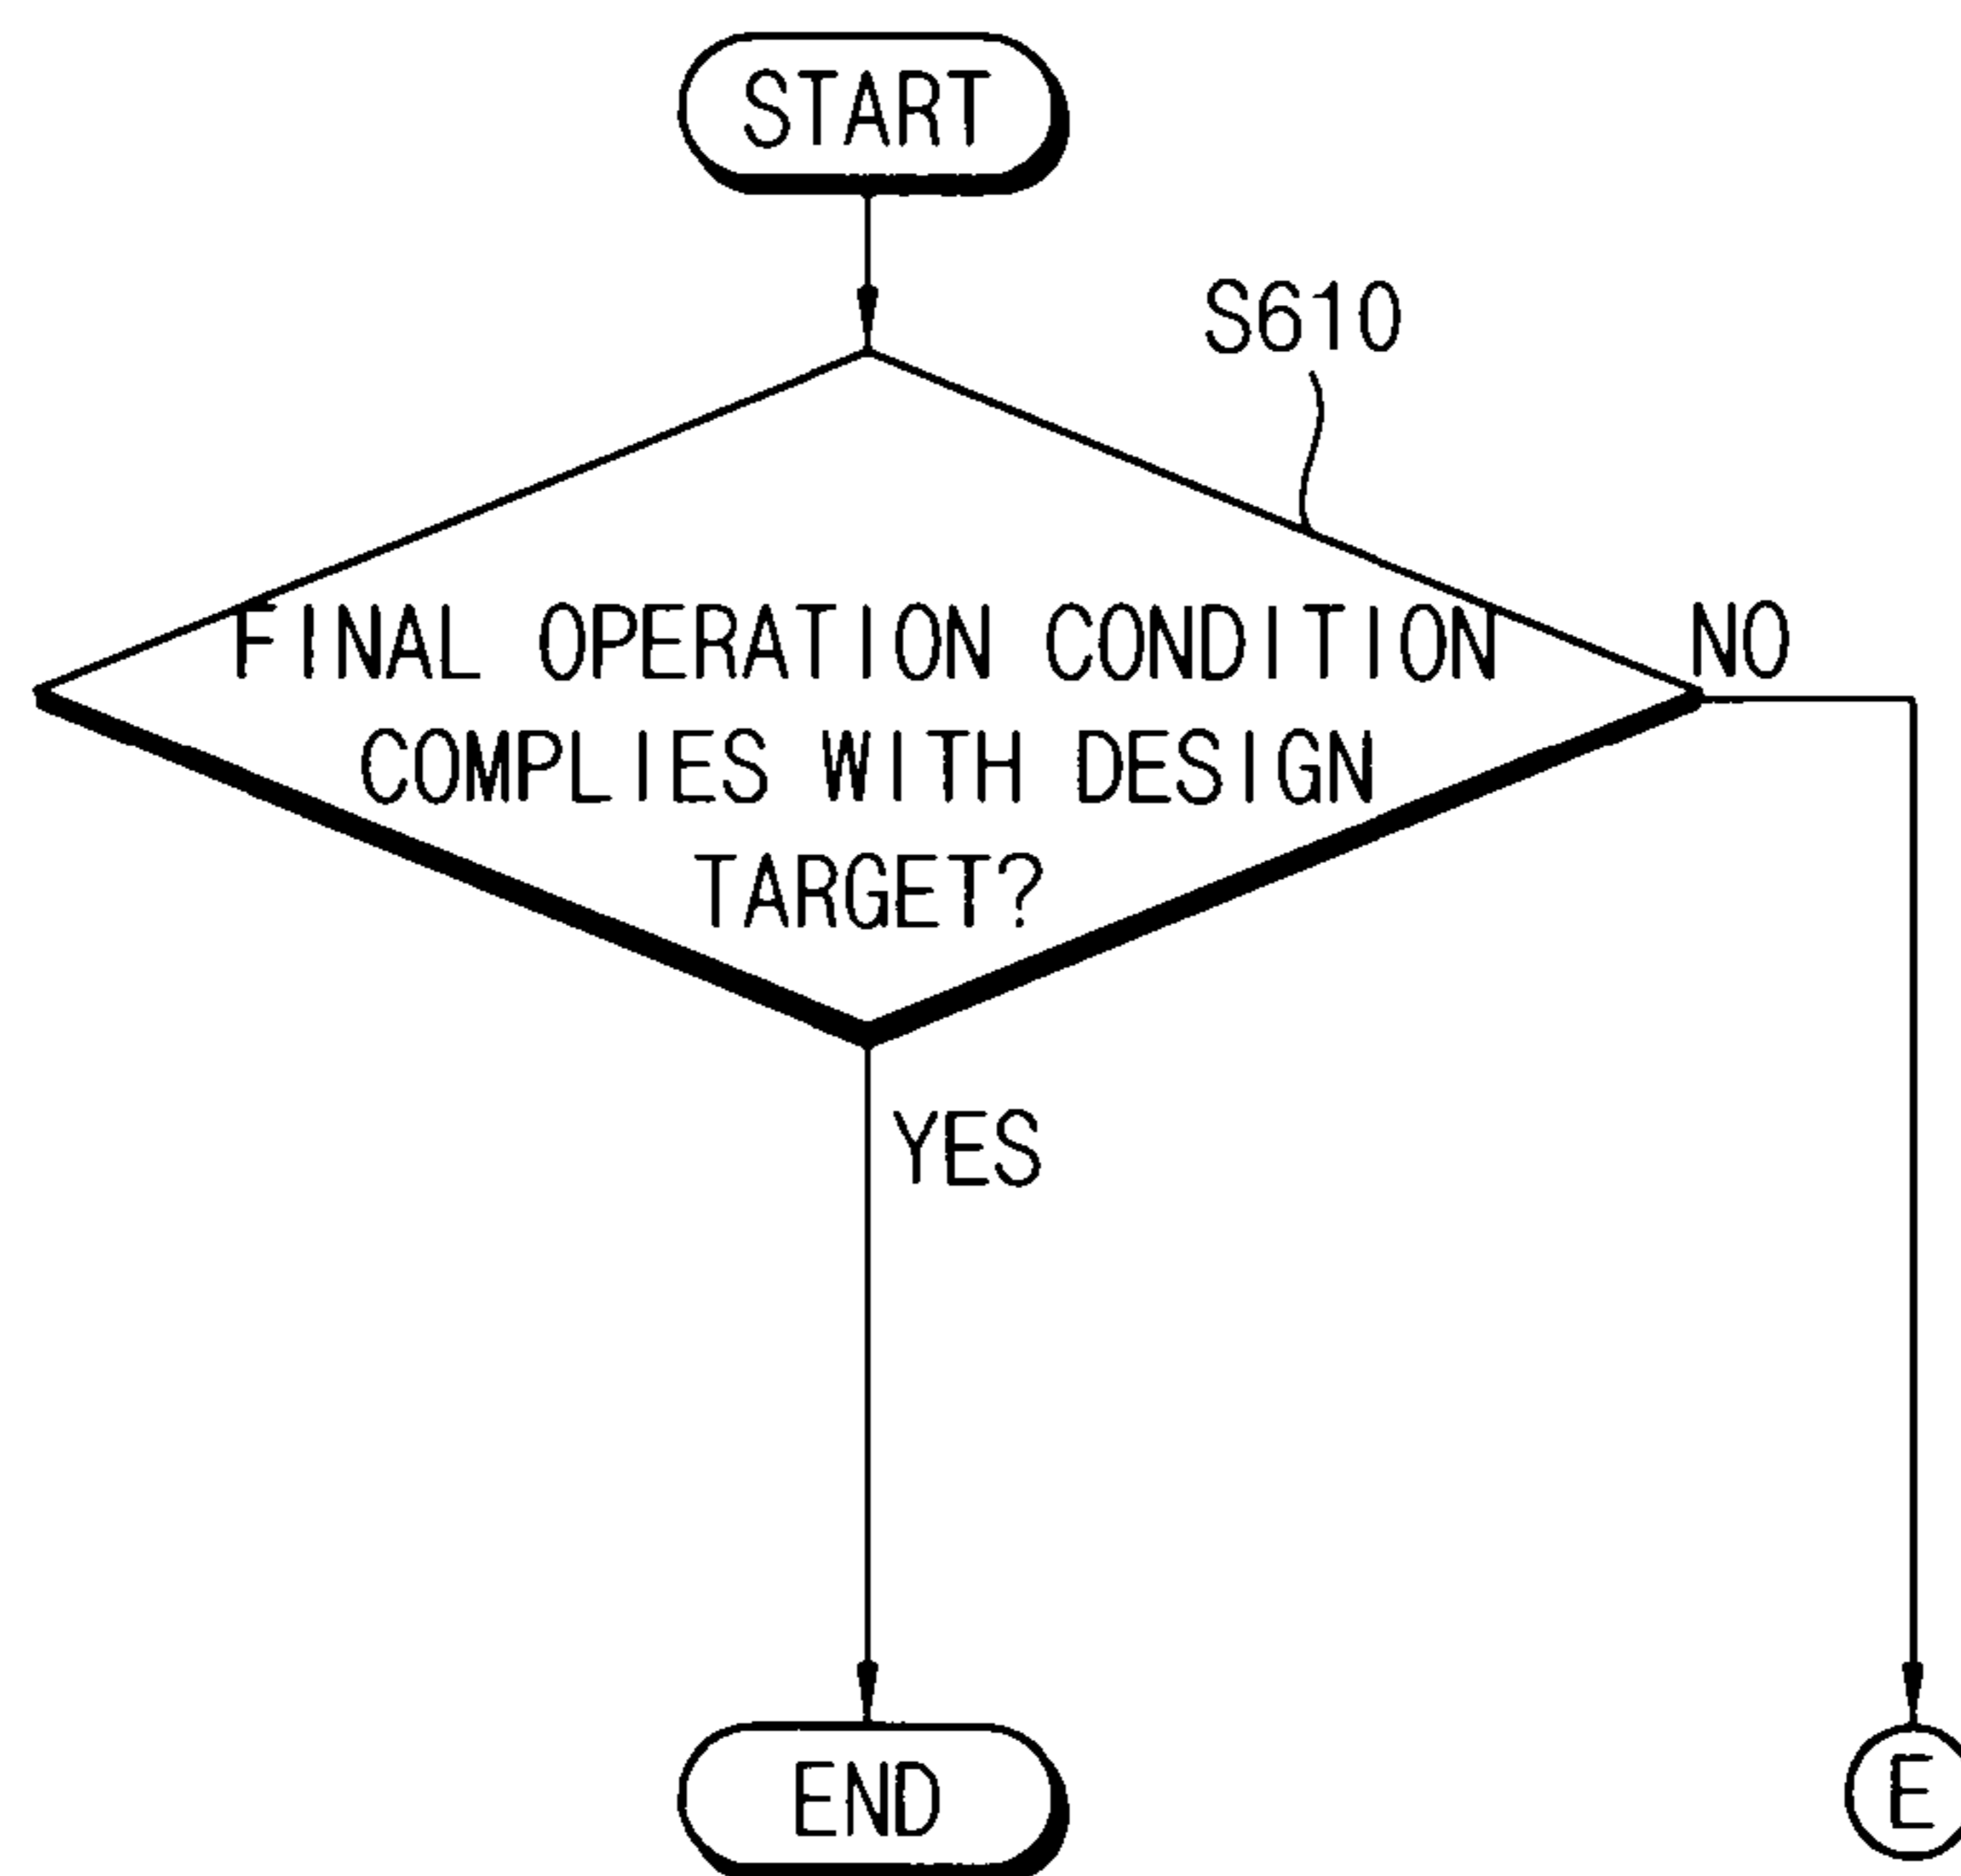 START
S610
FINAL OPERATION CONDITION
NO
COMPLIES WITH DESIGN
TARGET?
YES
END
E